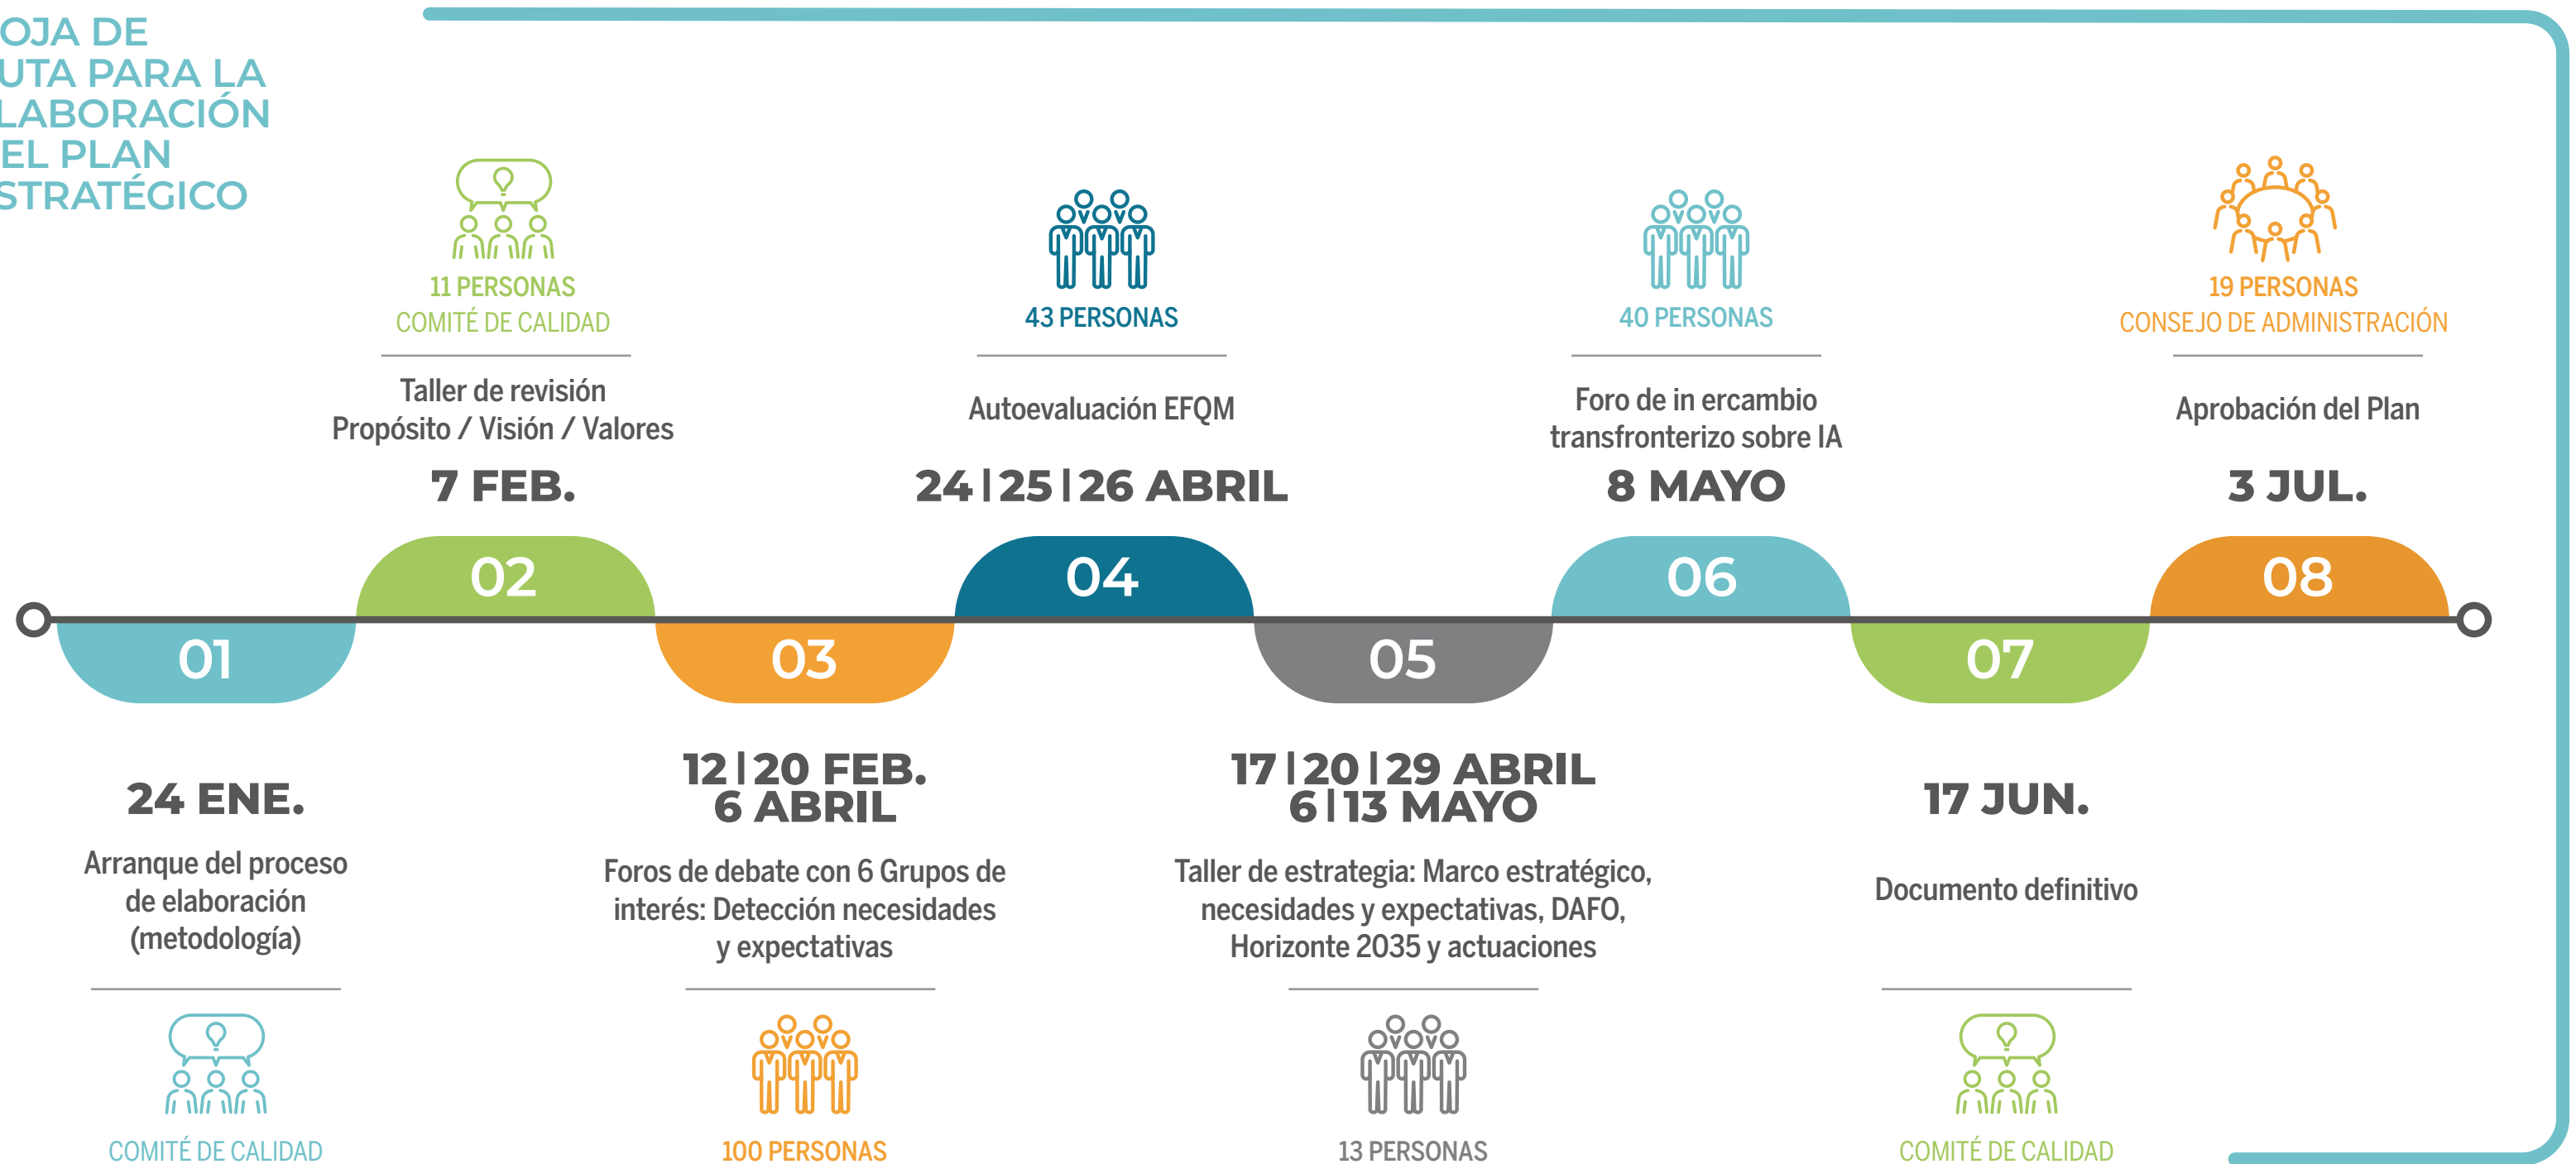 OJA DE
UTA PARA LA
LABORACIÓN
EL PLAN
STRATÉGICO
11 PERSONAS
COMITÉ DE CALIDAD
Taller de revisión
Propósito / Visión / Valores
7 FEB.
02
43 PERSONAS
Autoevaluación EFQM
24|25|26 ABRIL
04
40 PERSONAS
Foro de in ercambio
transfronterizo sobre IA
8 MAYO
06
19 PERSONAS
CONSEJO DE ADMINISTRACIÓN
Aprobación del Plan
3 JUL.
08
01
24 ENE.
Arranque del proceso
de elaboración
(metodología)
COMITÉ DE CALIDAD
03
12|20 FEB.
6 ABRIL
Foros de debate con 6 Grupos de
interés: Detección necesidades
y expectativas
100 PERSONAS
05
17|20|29 ABRIL
6|13 MAYO
Taller de estrategia: Marco estratégico,
necesidades y expectativas, DAFO,
Horizonte 2035 y actuaciones
13 PERSONAS
07
17 JUN.
Documento definitivo
COMITÉ DE CALIDAD